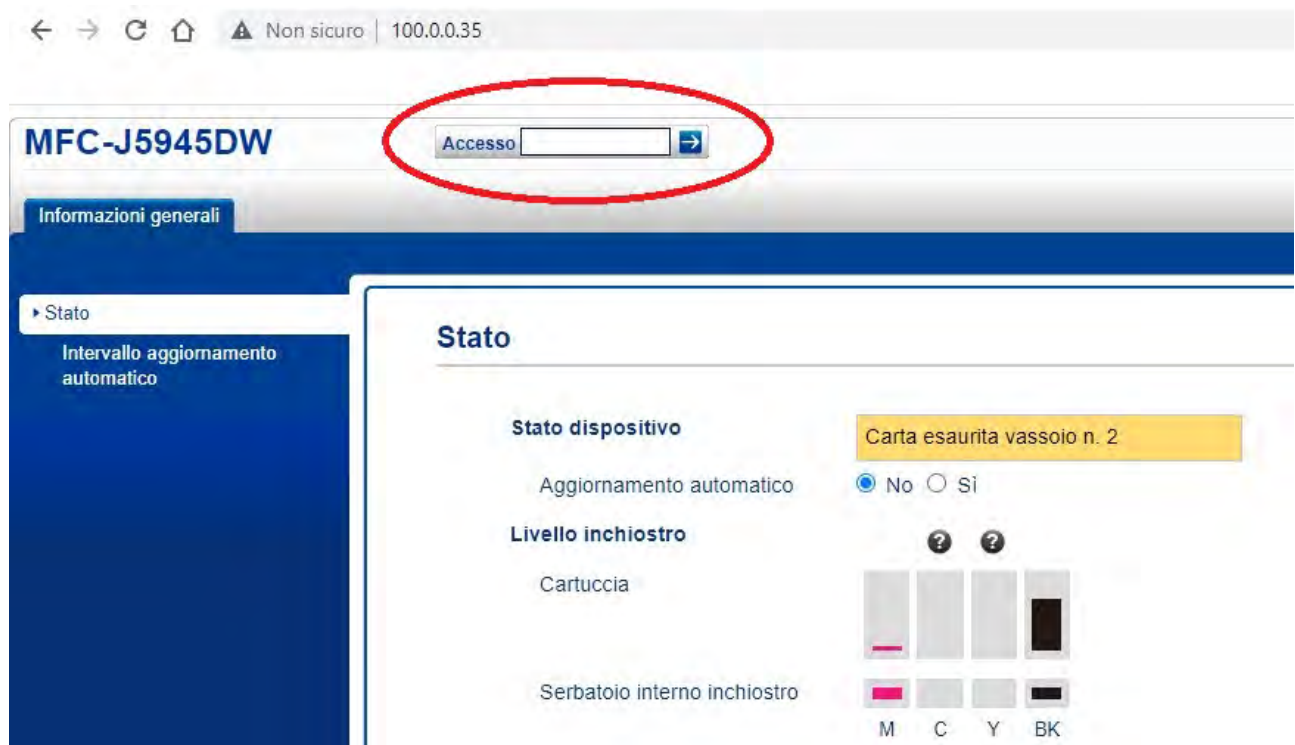 Non sicuro | 100.0.0.35
MFC-J5945DW
Accesso
Informazioni generali
Stato
Intervallo aggiornamento
automatico
Stato
Stato dispositivo Carta esaurita vassoio n. 2
Aggiornamento automatico No Sì
Livello inchiostro ? ?
Cartuccia
Serbatoio interno inchiostro
M C Y BK